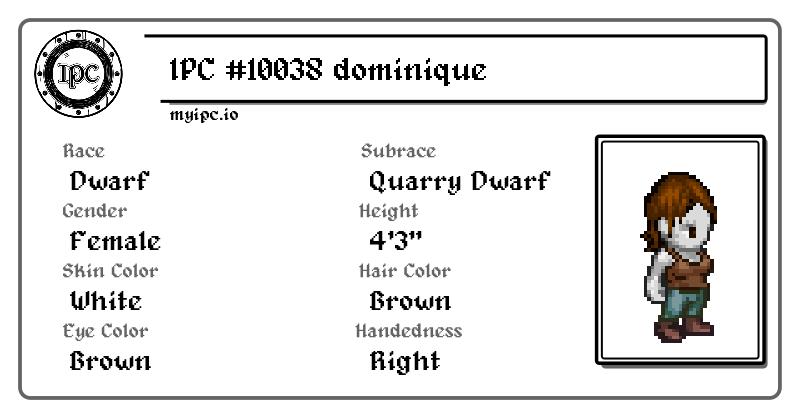 IPC
IPC #10038 dominique
myipc.io
Race
Dwarf
Subrace
Quarry Dwarf
Gender
Female
Height
4'3"
Skin Color
White
Hair Color
Brown
Eye Color
Brown
Handedness
Right